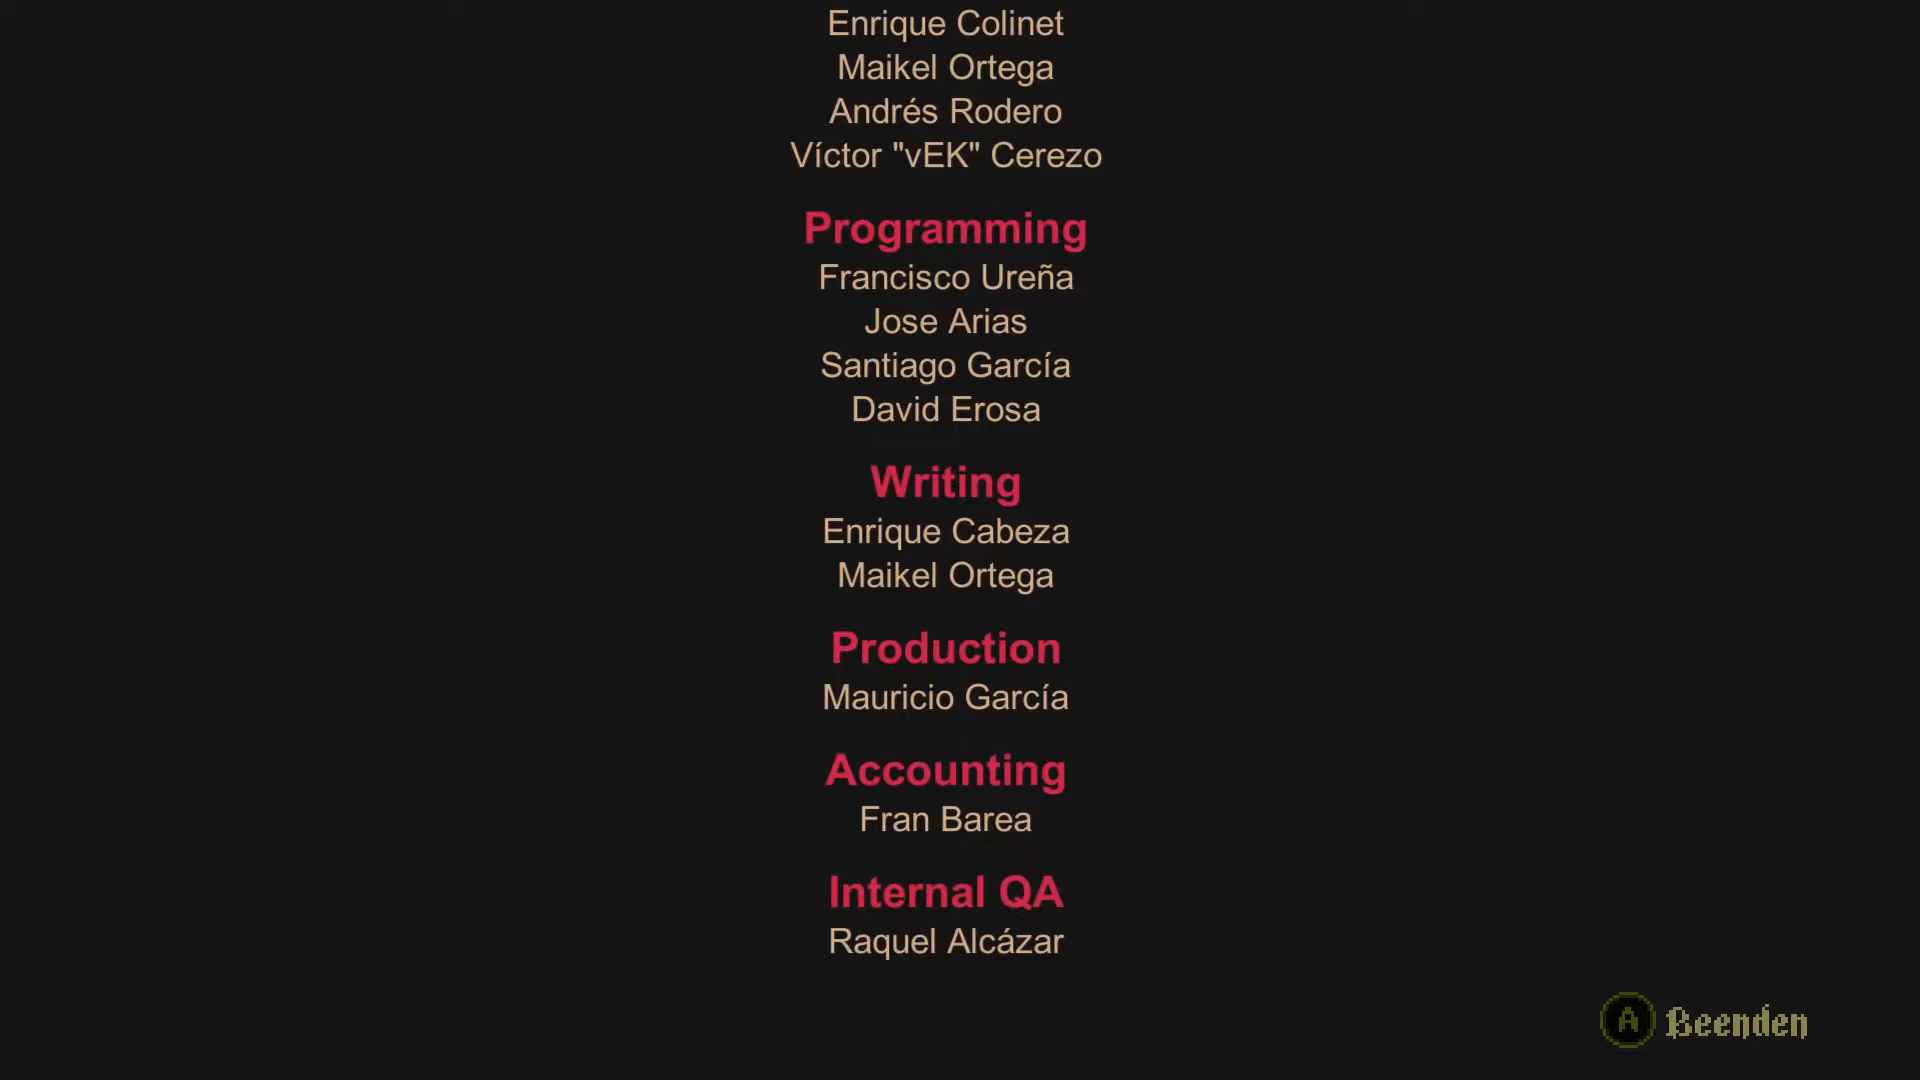 Enrique Colinet
Maikel Ortega
Andrés Rodero
Víctor "vEK" Cerezo
Programming
Francisco Ureña
Jose Arias
Santiago García
David Erosa
Writing
Enrique Cabeza
Maikel Ortega
Production
Mauricio García
Accounting
Fran Barea
Internal QA
Raquel Alcázar
A Beenden